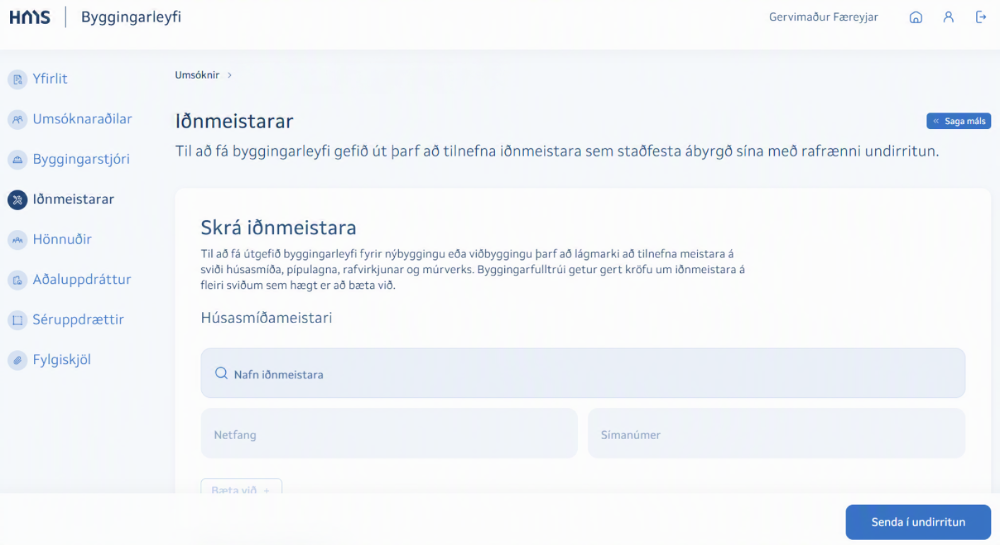 HMS
Byggingarleyfi
Gervimaður Færeyjar
Yfirlit
Umsóknaraðilar
Byggingarstjóri
Iðnmeistarar
Hönnuðir
Aðaluppdráttur
Séruppdrættir
Fylgiskjöl
Umsóknir >
Iðnmeistarar
« Saga máls
Til að fá byggingarleyfi gefið út þarf að tilnefna iðnmeistara sem staðfesta ábyrgð sína með rafrænni undirritun.
Skrá iðnmeistara
Til að fá útgefið byggingarleyfi fyrir nýbyggingu eða viðbyggingu þarf að lágmarki að tilnefna meistara á
sviði húsasmíða, pípulagna, rafvirkjunar og múrverks. Byggingarfulltrúi getur gert kröfu um iðnmeistara á
fleiri sviðum sem hægt er að bæta við.
Húsasmíðameistari
Nafn iðnmeistara
Netfang
Símanúmer
Bæta við +
Senda í undirritun